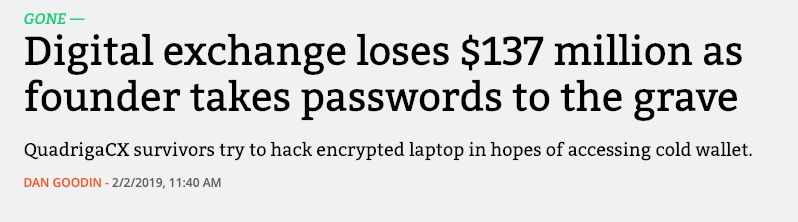 GONE —
Digital exchange loses $137 million as
founder takes passwords to the grave
QuadrigaCX survivors try to hack encrypted laptop in hopes of accessing cold wallet.
DAN GOODIN - 2/2/2019, 11:40 AM